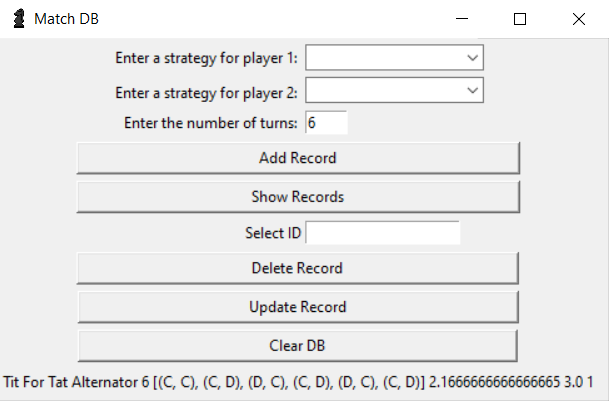 Match DB
Enter a strategy for player 1:
Enter a strategy for player 2:
Enter the number of turns: 6
Add Record
Show Records
Select ID
Delete Record
Update Record
Clear DB
Tit For Tat Alternator 6 [(C, C), (C, D), (D, C), (C, D), (D, C), (C, D)] 2.1666666666666665 3.0 1